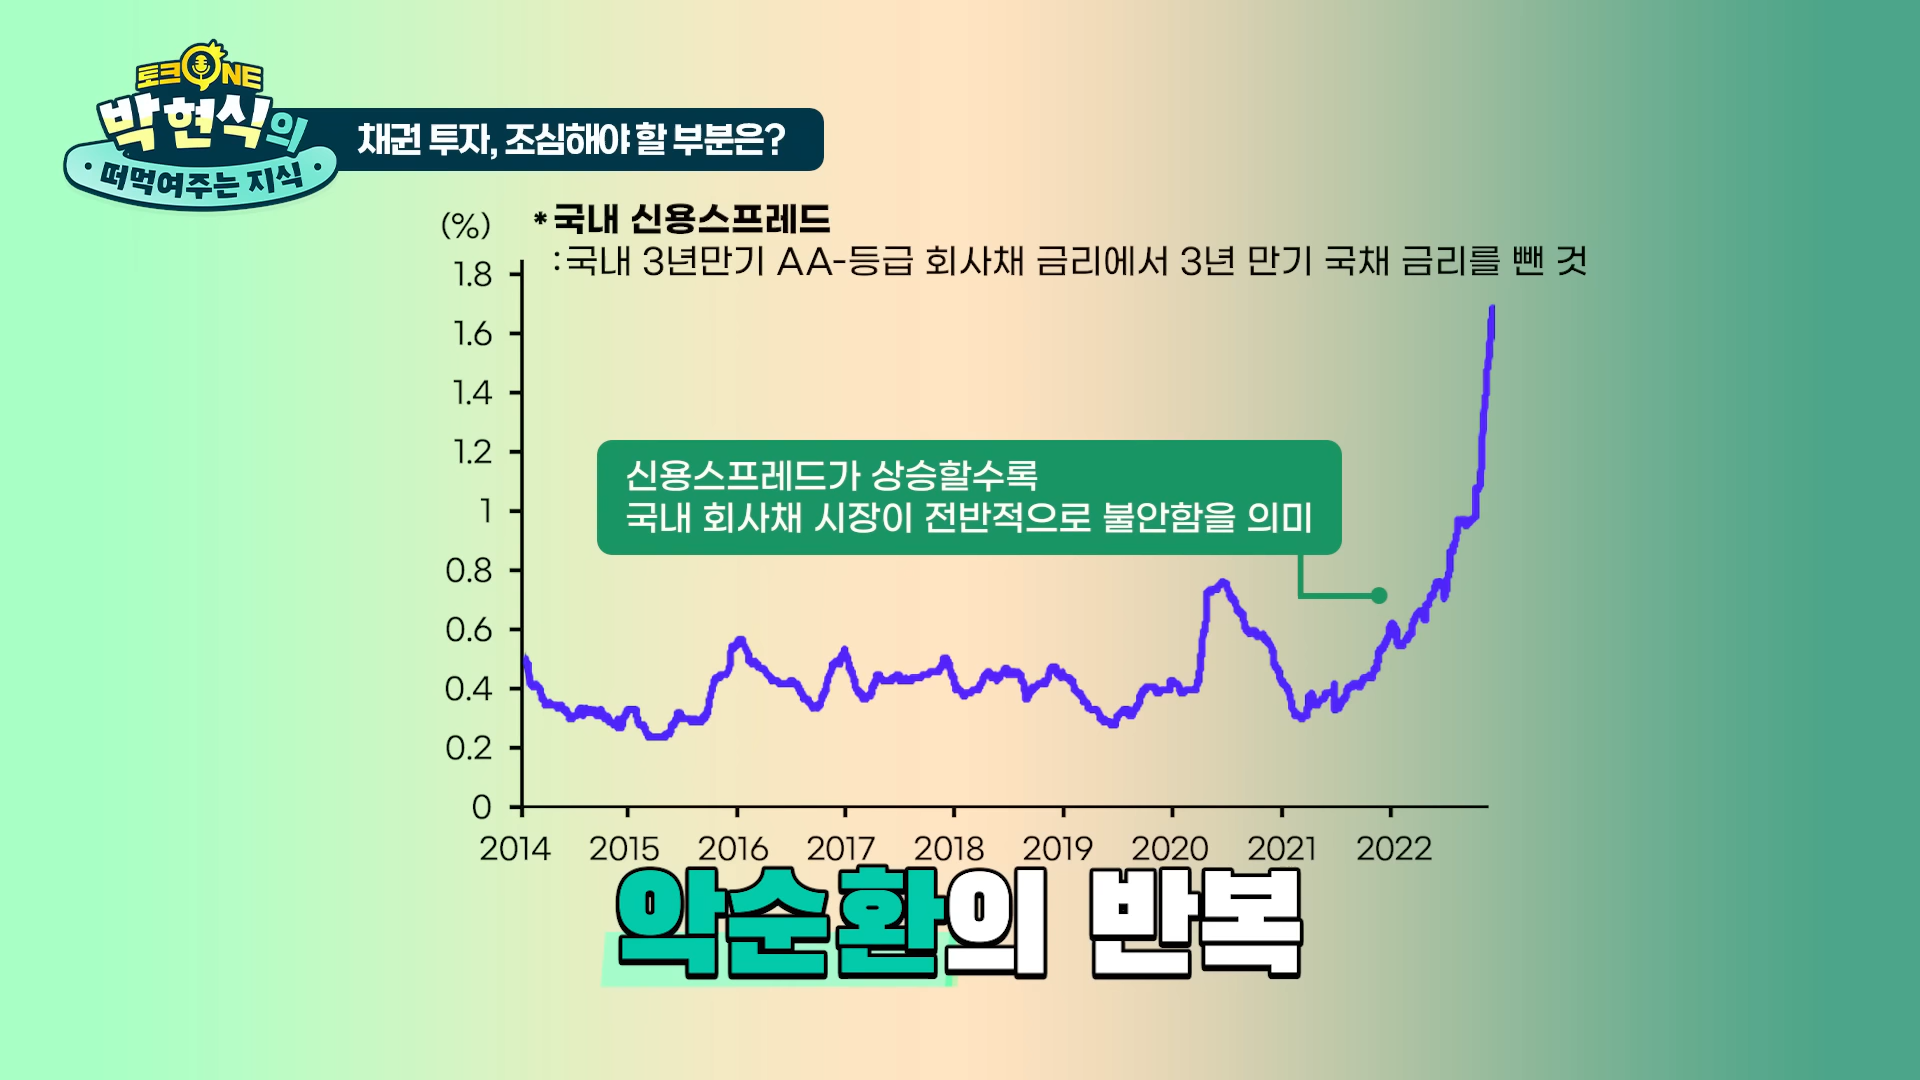 토크ONE
박현식의
떠먹여주는 지식
채권 투자, 조심해야 할 부분은?
(%)
*국내 신용스프레드
:국내 3년만기 AA-등급 회사채 금리에서 3년 만기 국채 금리를 뺀 것
1.8
1.6
1.4
1.2
1
0.8
0.6
0.4
0.2
0
신용스프레드가 상승할수록
국내 회사채 시장이 전반적으로 불안함을 의미
2014 2015 2016 2017 2018 2019 2020 2021 2022
악순환의 반복